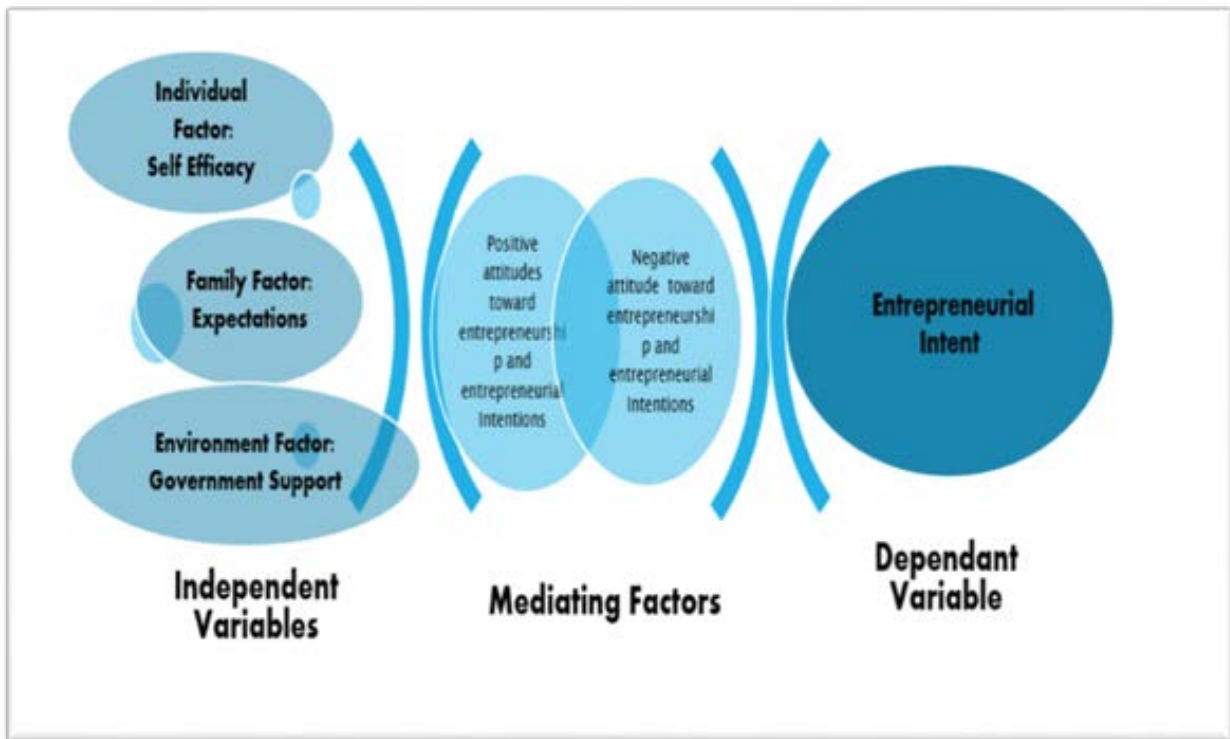 Individual
Factor:
Self Efficacy
Family Factor:
Expectations
Environment Factor:
Government Support
Independent
Variables
Positive
attitudes
toward
entrepreneurshi
p and
entrepreneurial
Intentions
Negative
attitude toward
entrepreneurshi
p and
entrepreneurial
Intentions
Mediating Factors
Entrepreneurial
Intent
Dependant
Variable